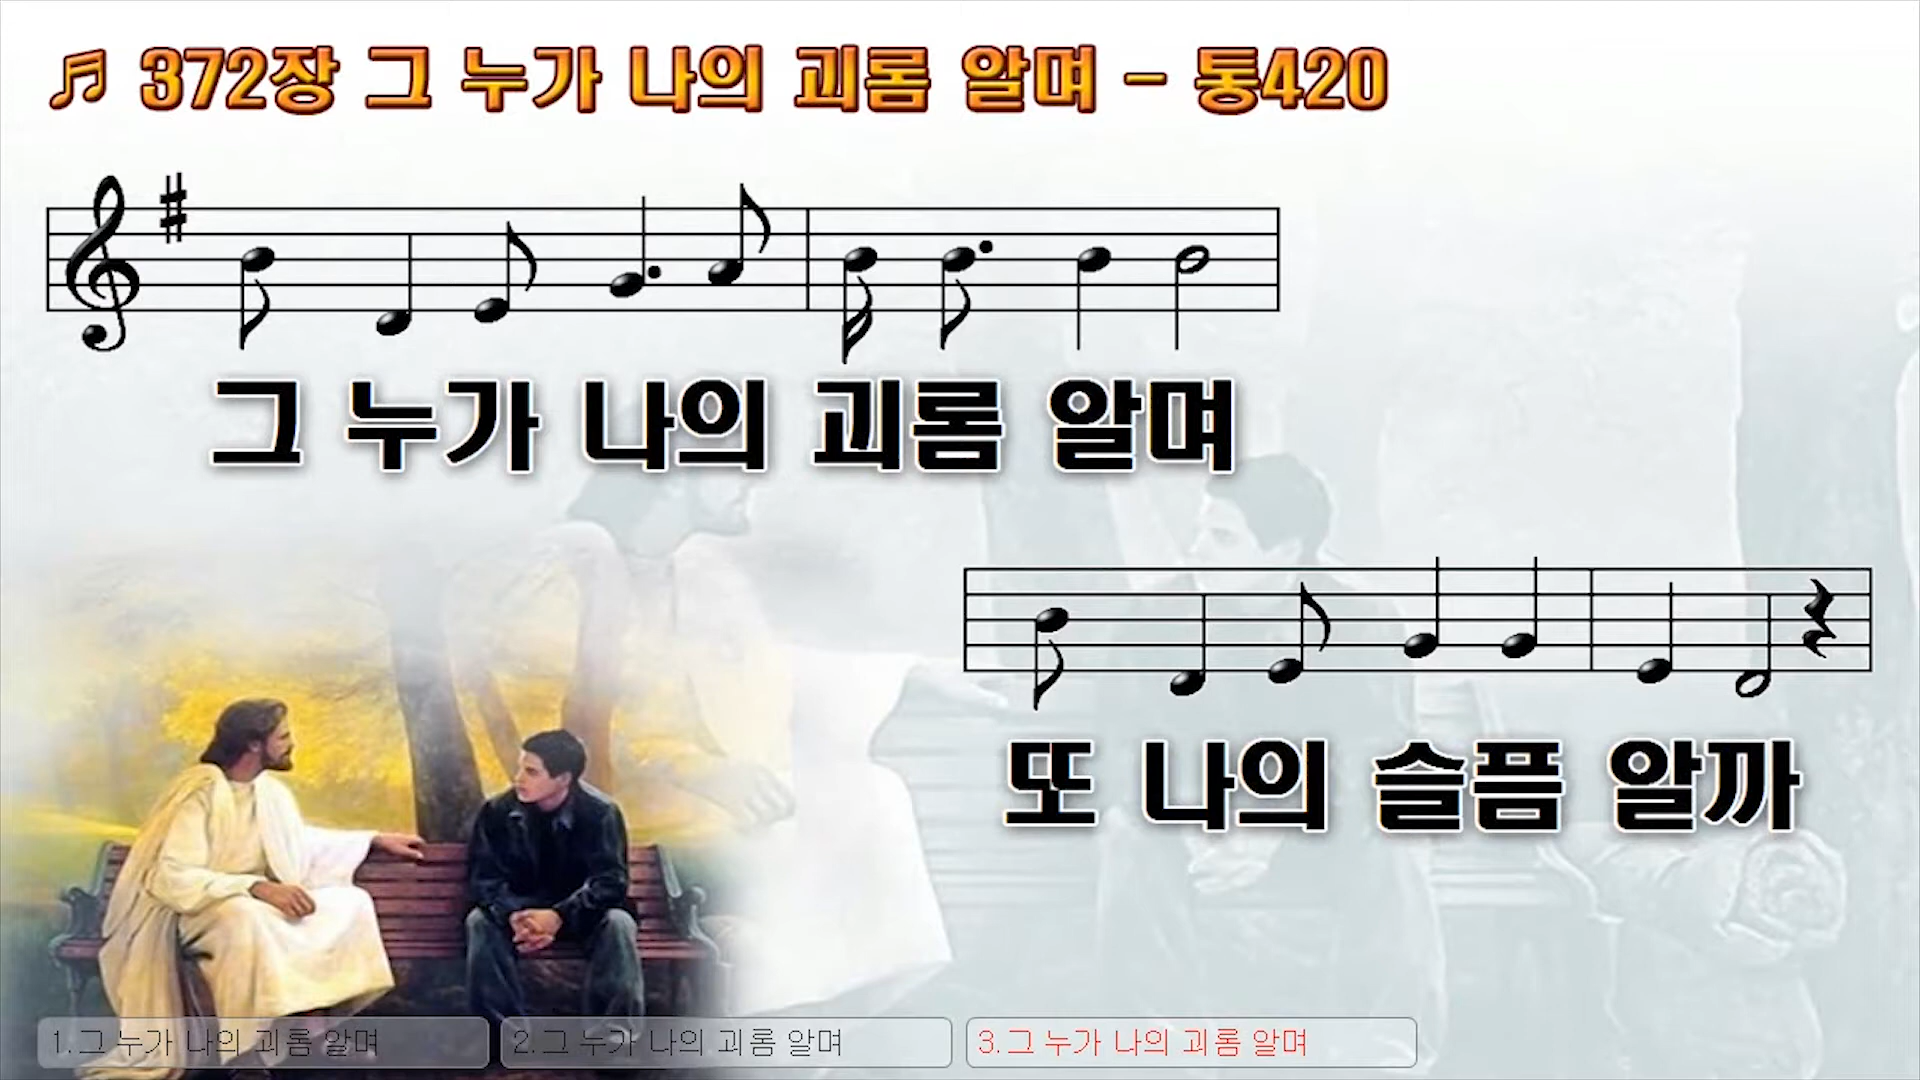 ♬ 372장 그 누가 나의 괴롬 알며 - 통420
그 누가 나의 괴롬 알며
또 나의 슬픔 알까
1.그 누가 나의 괴롬 알며
2.그 누가 나의 괴롬 알며
3.그 누가 나의 괴롬 알며